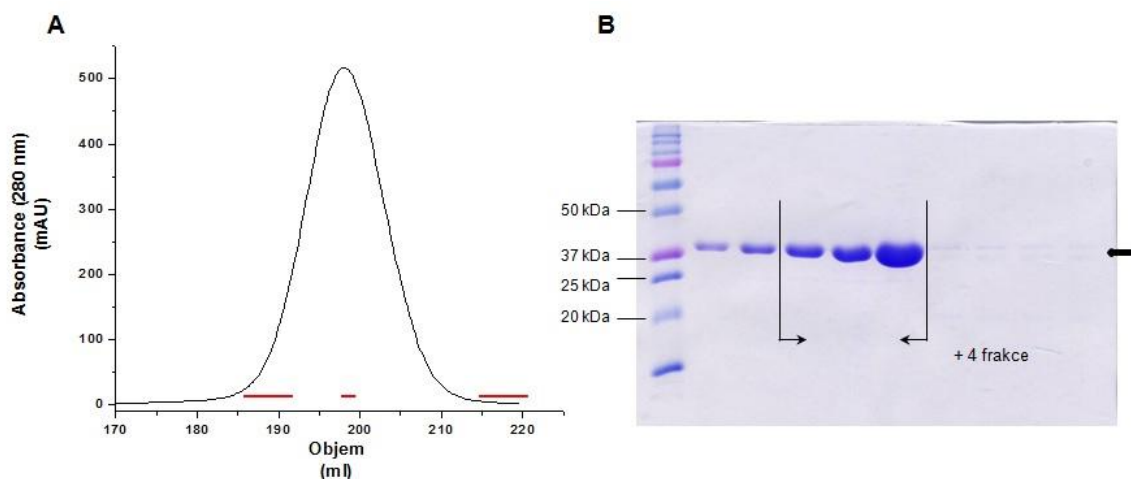 A
B
Absorbance (280 nm)
(mAU)
500
400
300
200
100
0
170
180
190
200
210
220
Objem
(ml)
50 kDa
37 kDa
25 kDa
20 kDa
+ 4 frakce